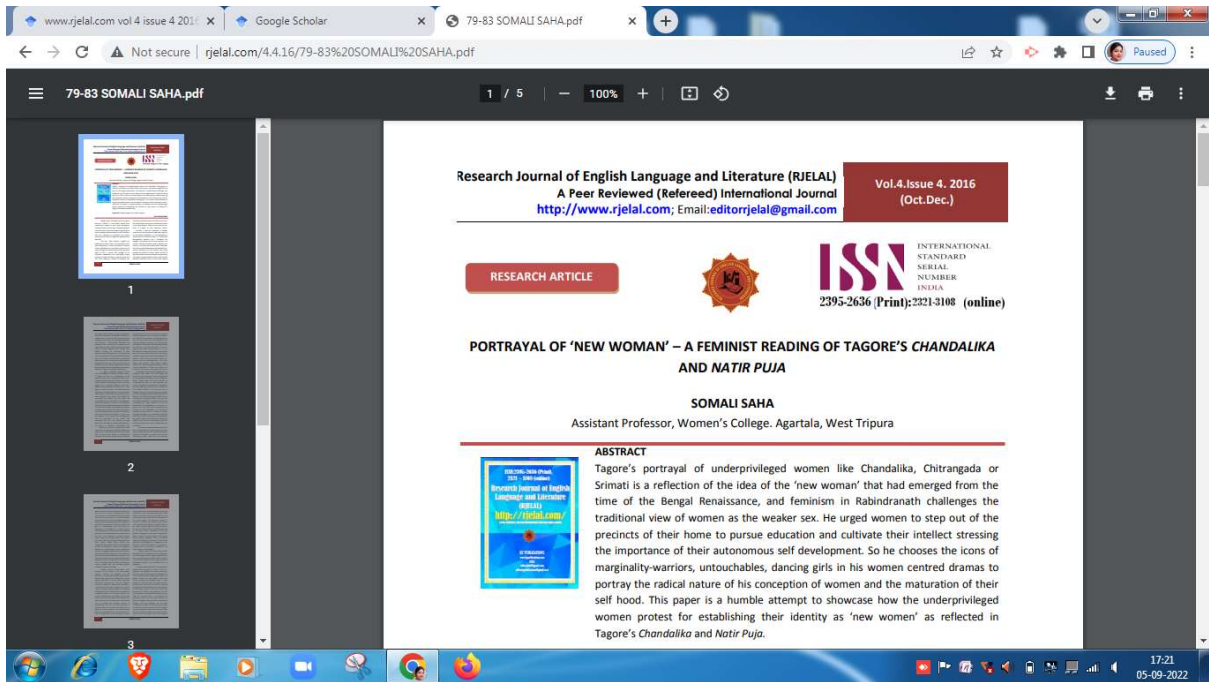 www.rjelal.com vol 4 issue 4 201
Google Scholar
79-83 SOMALI SAHA.pdf
Not secure | rjelal.com/4.4.16/79-83%20SOMALI%20SAHA.pdf
Paused
79-83 SOMALI SAHA.pdf
1 / 5
100%
1
2
3
Research Journal of English Language and Literature (RJELAL)
A Peer Reviewed (Refereed) International Journal
http://www.rjelal.com; Email:editorrjelal@gmail.com
Vol.4.Issue 4. 2016
(Oct.Dec.)
RESEARCH ARTICLE
ISSN
INTERNATIONAL
STANDARD
SERIAL
NUMBER
INDIA
2395-2636 (Print):2321-3108 (online)
PORTRAYAL OF ‘NEW WOMAN’ – A FEMINIST READING OF TAGORE’S CHANDALIKA
AND NATIR PUJA
SOMALI SAHA
Assistant Professor, Women’s College. Agartala, West Tripura
ABSTRACT
Tagore’s portrayal of underprivileged women like Chandalika, Chitrangada or
Srimati is a reflection of the idea of the ‘new woman’ that had emerged from the
time of the Bengal Renaissance, and feminism in Rabindranath challenges the
traditional view of women as the weaker sex. He urged women to step out of the
precincts of their home to pursue education and cultivate their intellect stressing
the importance of their autonomous self development. So he chooses the icons of
marginality-warriors, untouchables, dancing girls in his women centred dramas to
portray the radical nature of his conception of women and the maturation of their
self hood. This paper is a humble attempt to showcase how the underprivileged
women protest for establishing their identity as ‘new women’ as reflected in
Tagore’s Chandalika and Natir Puja.
Research Journal of English
Language and Literature
(RJELAL)
http://rjelal.com/
17:21
05-09-2022